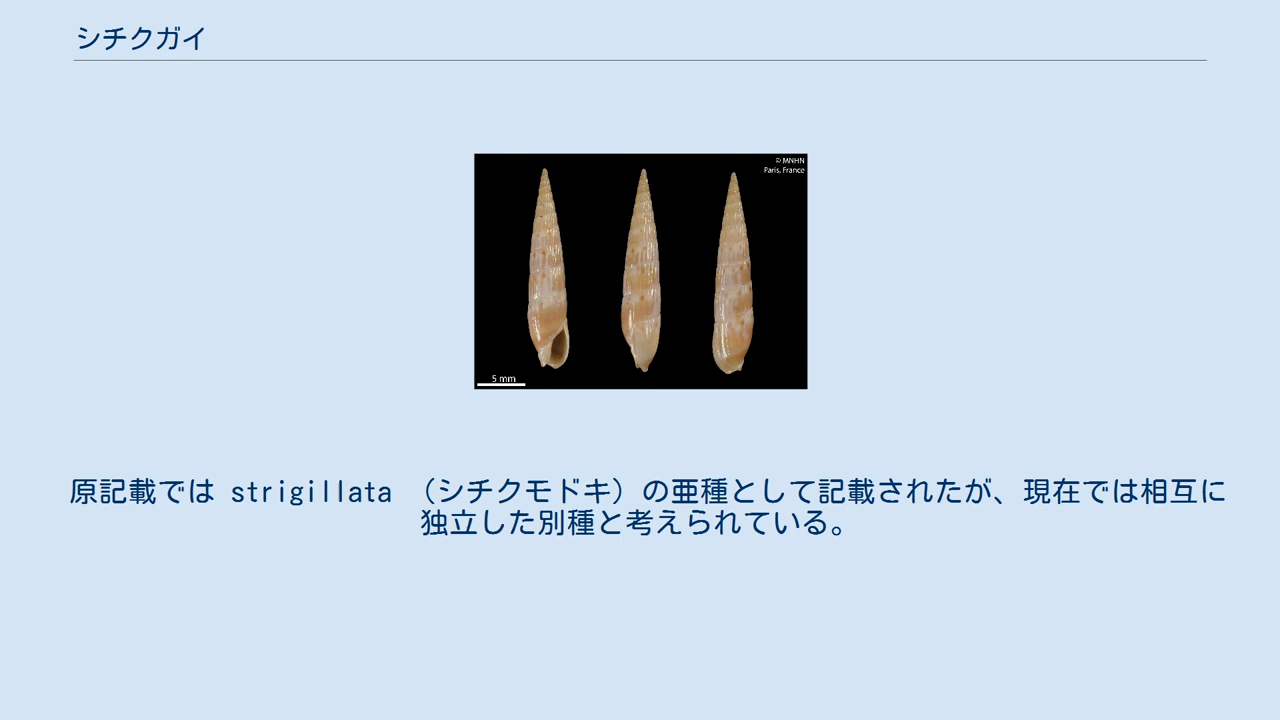 シチクガイ
© MNHN
Paris, France
5 mm
原記載では strigillata （シチクモドキ）の亜種として記載されたが、現在では相互に
独立した別種と考えられている。